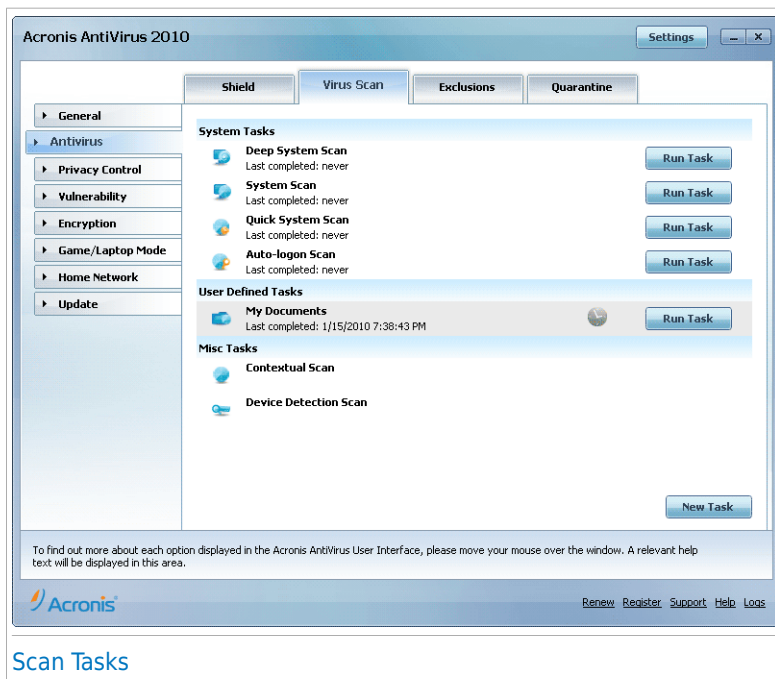 Acronis AntiVirus 2010
Settings
Shield
Virus Scan
Exclusions
Quarantine
General
Antivirus
Privacy Control
Vulnerability
Encryption
Game/Laptop Mode
Home Network
Update
System Tasks
Deep System Scan
Last completed: never
Run Task
System Scan
Last completed: never
Run Task
Quick System Scan
Last completed: never
Run Task
Auto-logon Scan
Last completed: never
Run Task
User Defined Tasks
My Documents
Last completed: 1/15/2010 7:38:43 PM
Run Task
Misc Tasks
Contextual Scan
Device Detection Scan
New Task
To find out more about each option displayed in the Acronis AntiVirus User Interface, please move your mouse over the window. A relevant help
text will be displayed in this area.
Acronis
Renew Register Support Help Logs
Scan Tasks